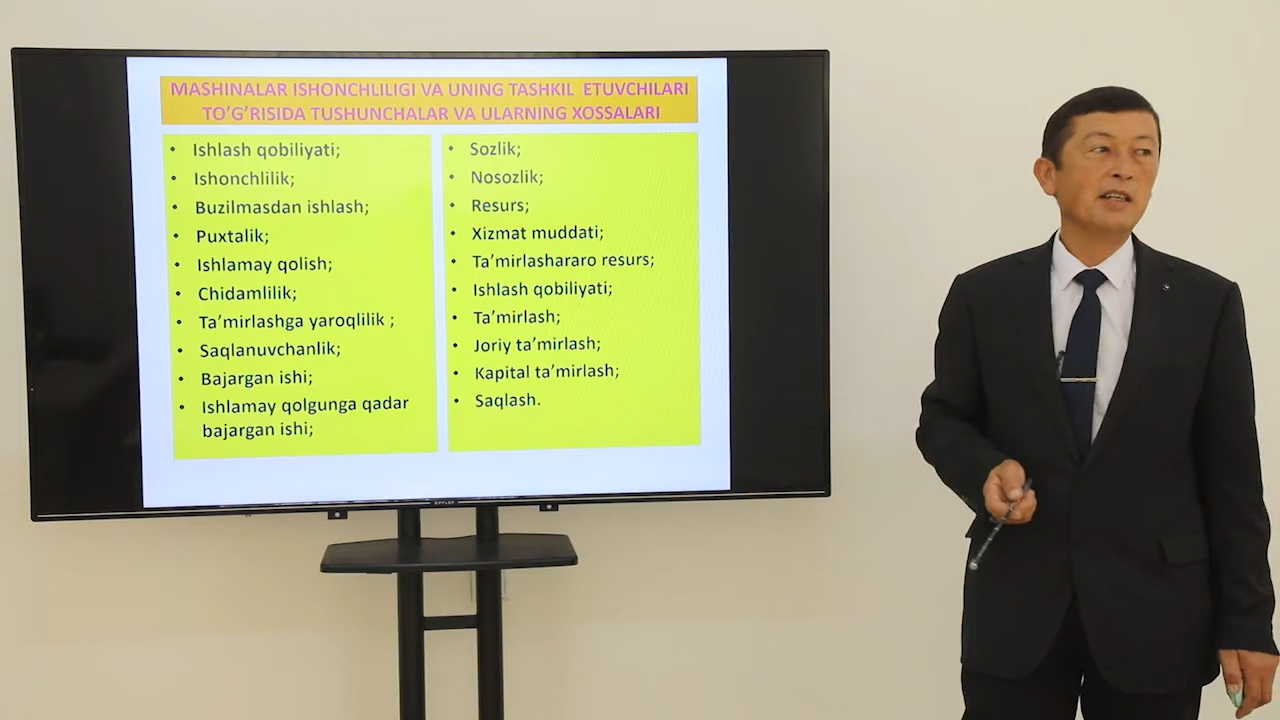 MASHINALAR ISHONCHLILIGI VA UNING TASHKIL ETUVCHILARI
TO’G’RISIDA TUSHUNCHALAR VA ULARNING XOSSALARI
• Ishlash qobiliyati;
• Ishonchlilik;
• Buzilmasdan ishlash;
• Puxtalik;
• Ishlamay qolish;
• Chidamlilik;
• Ta’mirlashga yaroqlilik ;
• Saqlanuvchanlik;
• Bajargan ishi;
• Ishlamay qolgunga qadar
bajargan ishi;
• Sozlik;
• Nosozlik;
• Resurs;
• Xizmat muddati;
• Ta’mirlashararo resurs;
• Ishlash qobiliyati;
• Ta’mirlash;
• Joriy ta’mirlash;
• Kapital ta’mirlash;
• Saqlash.